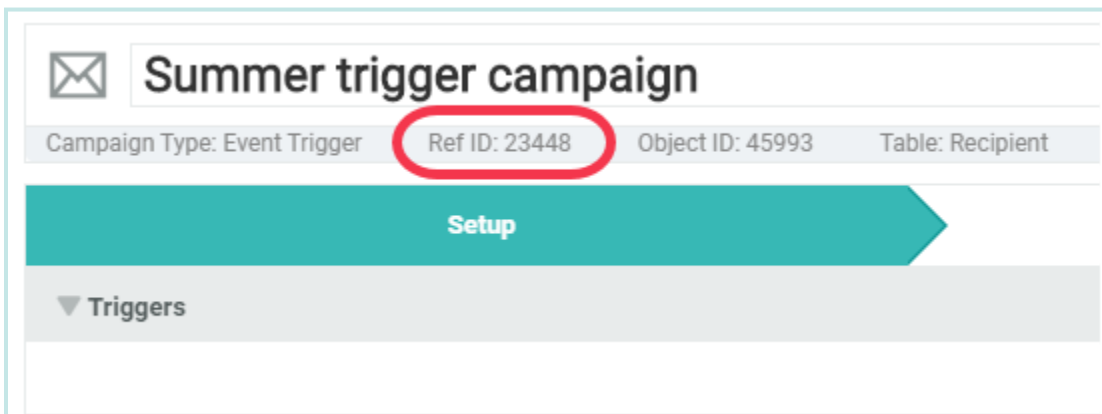 Summer trigger campaign
Campaign Type: Event Trigger Ref ID: 23448 Object ID: 45993 Table: Recipient
Setup
Triggers